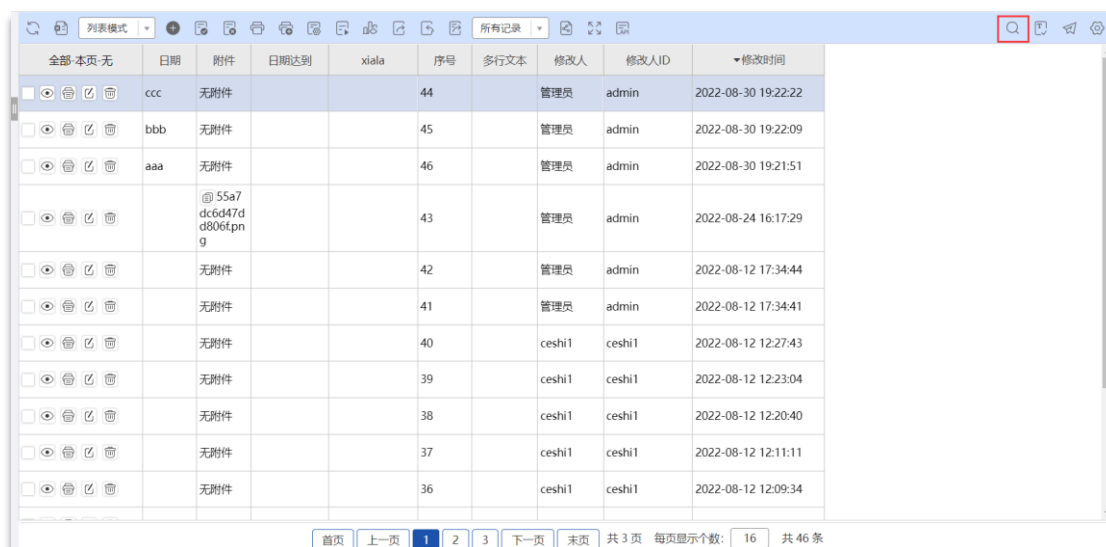 列表模式 所有记录
全部-本页-无 日期 附件 日期达到 xiala 序号 多行文本 修改人 修改人ID ▼修改时间
ccc 无附件 44 管理员 admin 2022-08-30 19:22:22
bbb 无附件 45 管理员 admin 2022-08-30 19:22:09
aaa 无附件 46 管理员 admin 2022-08-30 19:21:51
55a7
dc6d47d
d806f.pn
g
43 管理员 admin 2022-08-24 16:17:29
无附件 42 管理员 admin 2022-08-12 17:34:44
无附件 41 管理员 admin 2022-08-12 17:34:41
无附件 40 ceshi1 ceshi1 2022-08-12 12:27:43
无附件 39 ceshi1 ceshi1 2022-08-12 12:23:04
无附件 38 ceshi1 ceshi1 2022-08-12 12:20:40
无附件 37 ceshi1 ceshi1 2022-08-12 12:11:11
无附件 36 ceshi1 ceshi1 2022-08-12 12:09:34
首页 上一页 1 2 3 下一页 末页 共 3 页 每页显示个数: 16 共 46 条